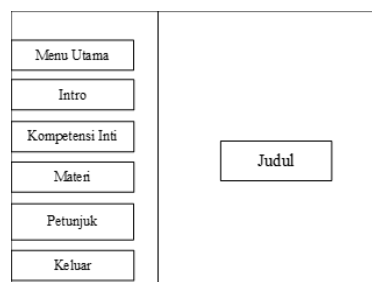 Menu Utama
Intro
Kompetensi Inti
Materi
Petunjuk
Keluar
Judul